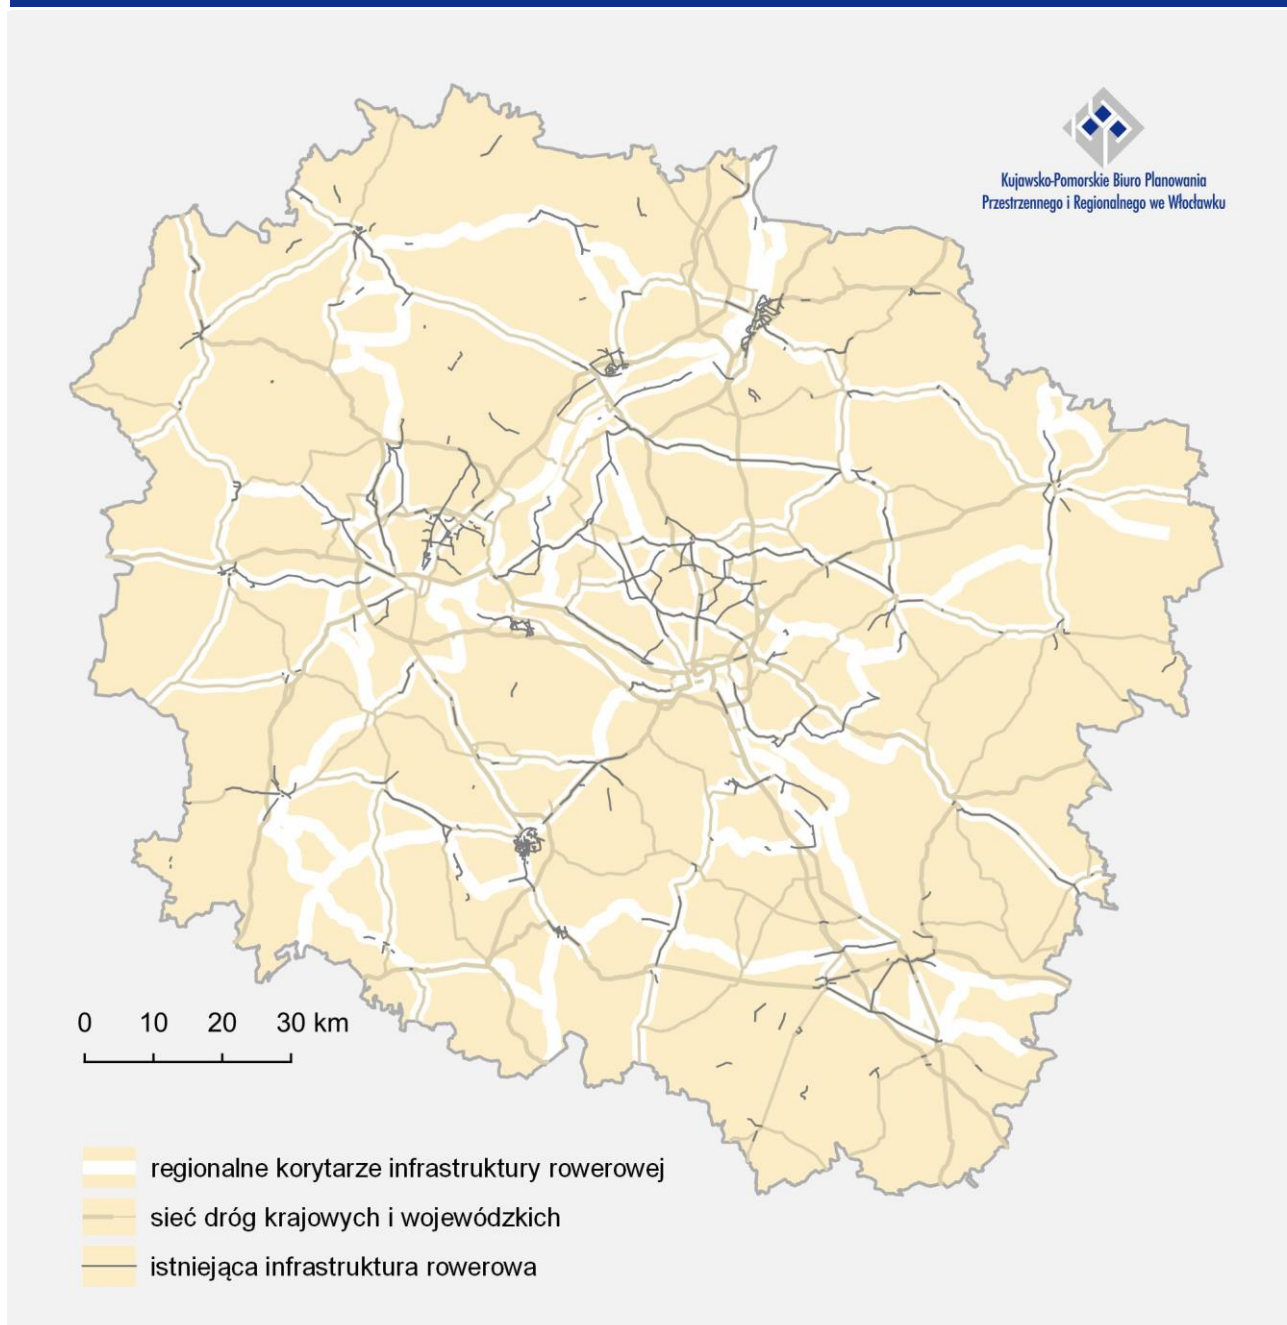 Kujawsko-Pomorskie Biuro Planowania
Przestrzennego i Regionalnego we Włocławku
0 10 20 30 km
regionalne korytarze infrastruktury rowerowej
sieć dróg krajowych i wojewódzkich
istniejąca infrastruktura rowerowa